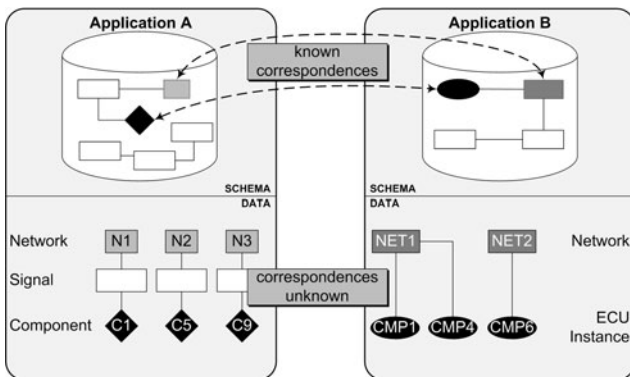 Application A
Application B
known
correspondences
SCHEMA
DATA
SCHEMA
DATA
Network
N1
N2
N3
NET1
NET2
Network
Signal
correspondences
unknown
Component
C1
C5
C9
CMP1
CMP4
CMP6
ECU
Instance